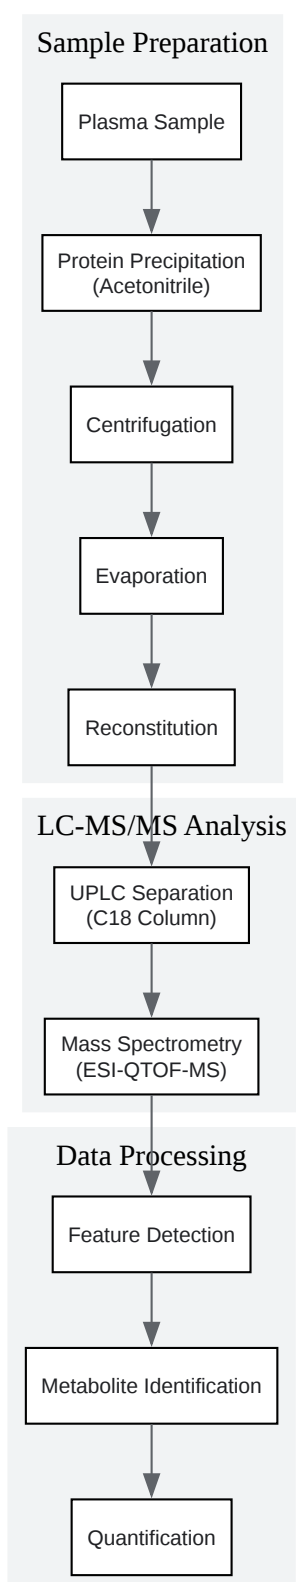 Sample Preparation
Plasma Sample
Protein Precipitation
(Acetonitrile)
Centrifugation
Evaporation
Reconstitution
LC-MS/MS Analysis
UPLC Separation
(C18 Column)
Mass Spectrometry
(ESI-QTOF-MS)
Data Processing
Feature Detection
Metabolite Identification
Quantification